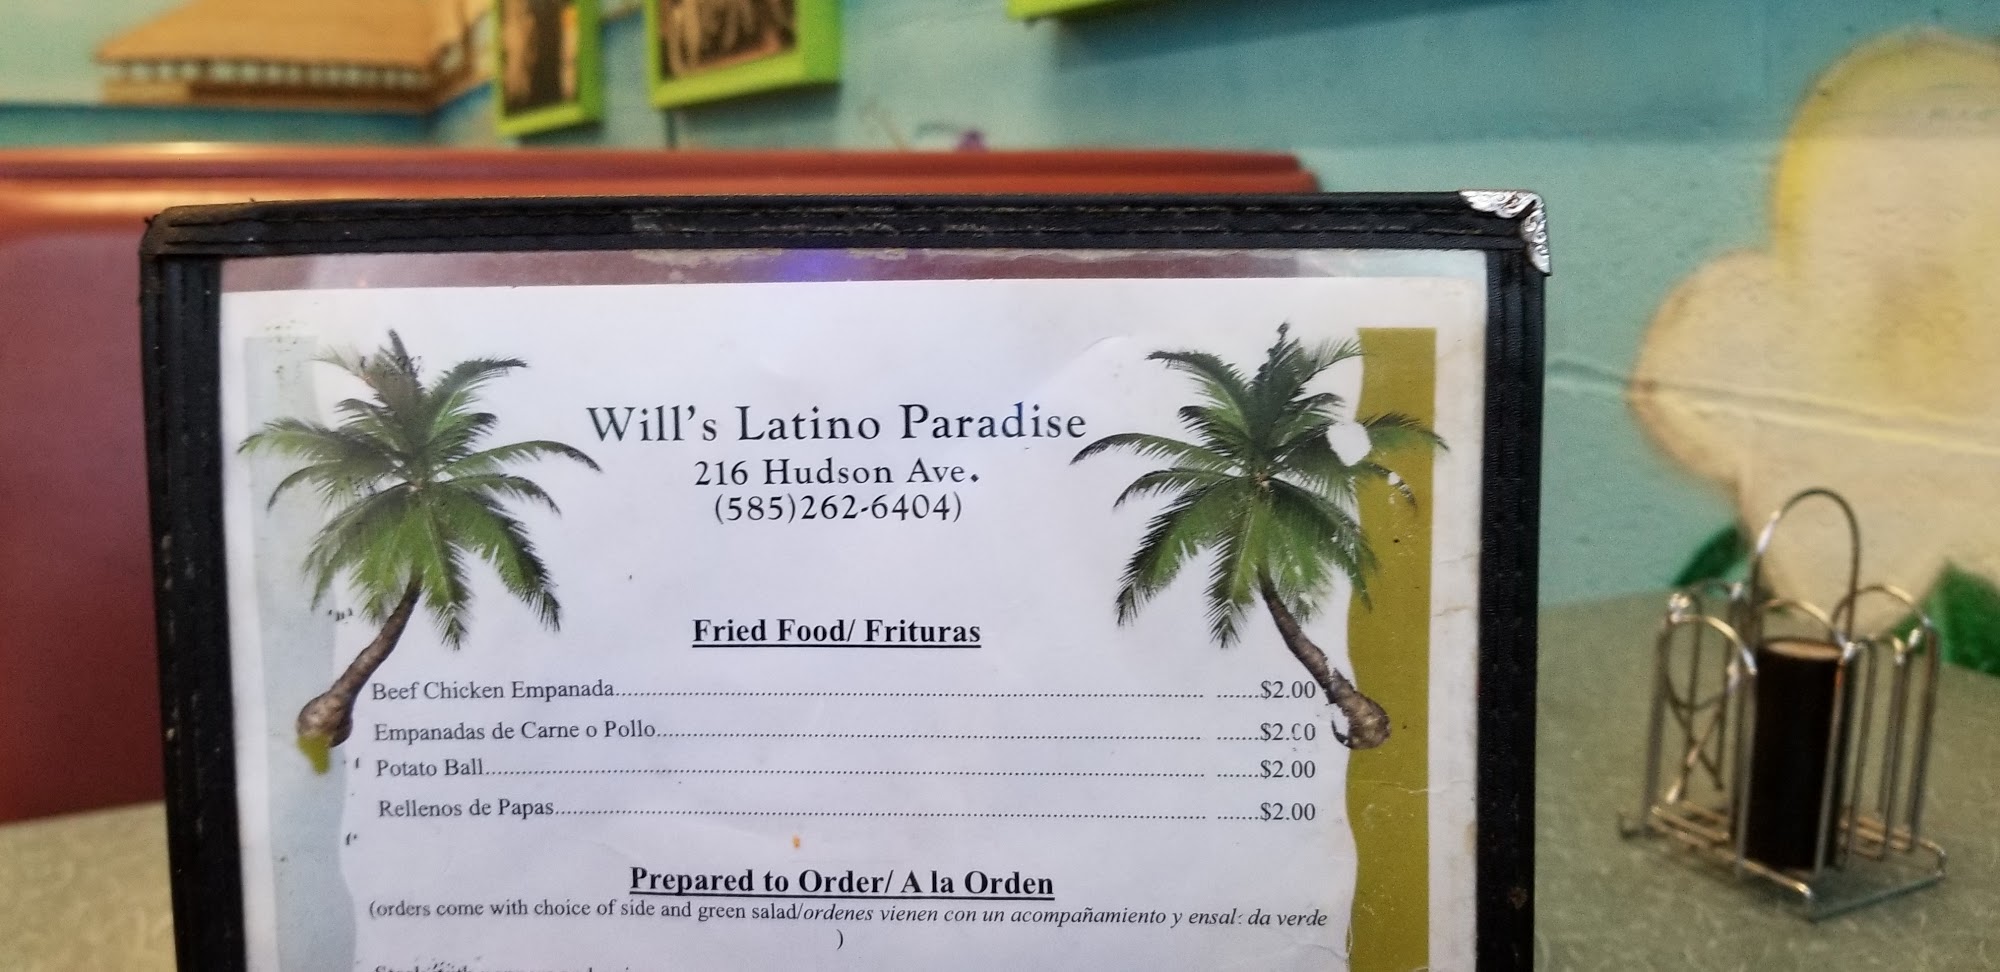 Will's Latino Paradise
216 Hudson Ave.
(585)262-6404)
Fried Food/ Frituras
Beef Chicken Empanada.......................................................................................... .......$2.00
Empanadas de Carne o Pollo.................................................................................... .......$2.00
Potato Ball............................................................................................................... .......$2.00
Rellenos de Papas.................................................................................................... .......$2.00
Prepared to Order/ A la Orden
(orders come with choice of side and green salad/ordenes vienen con un acompañamiento y ensal: da verde
)